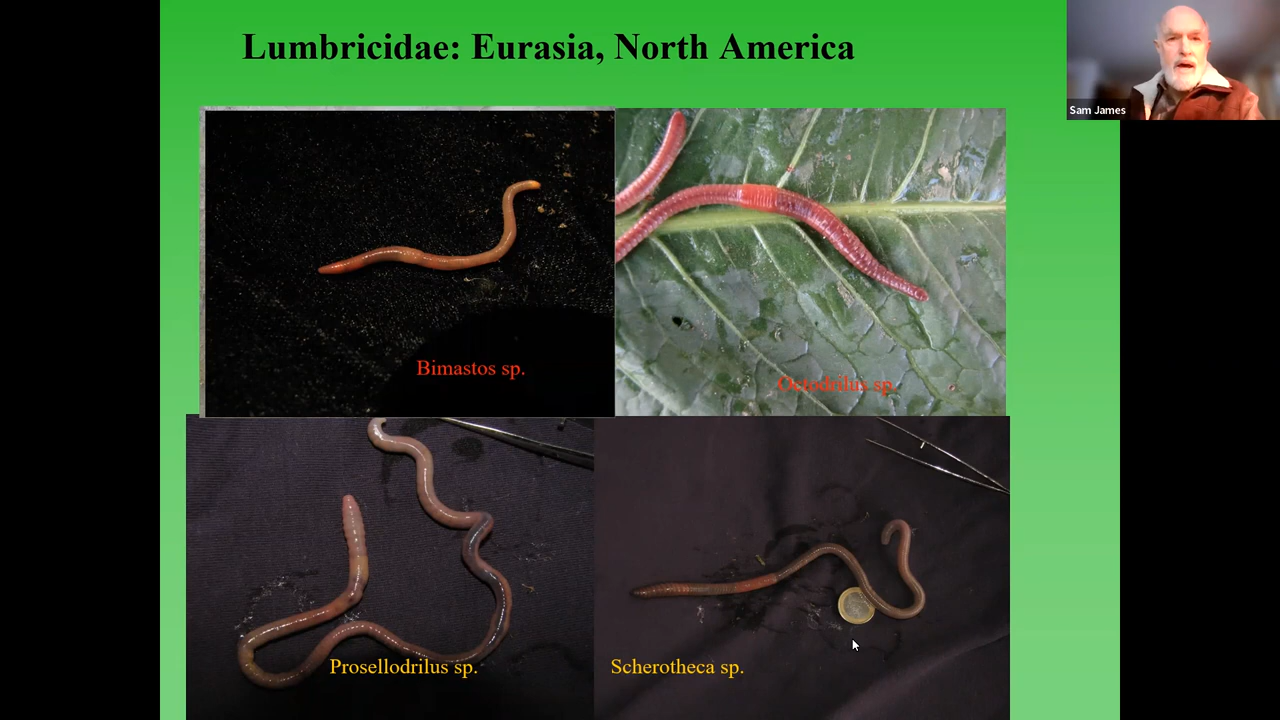 Lumbricidae: Eurasia, North America
Sam James
Bimastos sp.
Octodrilus sp.
Prosellodrilus sp.
Scherotheca sp.